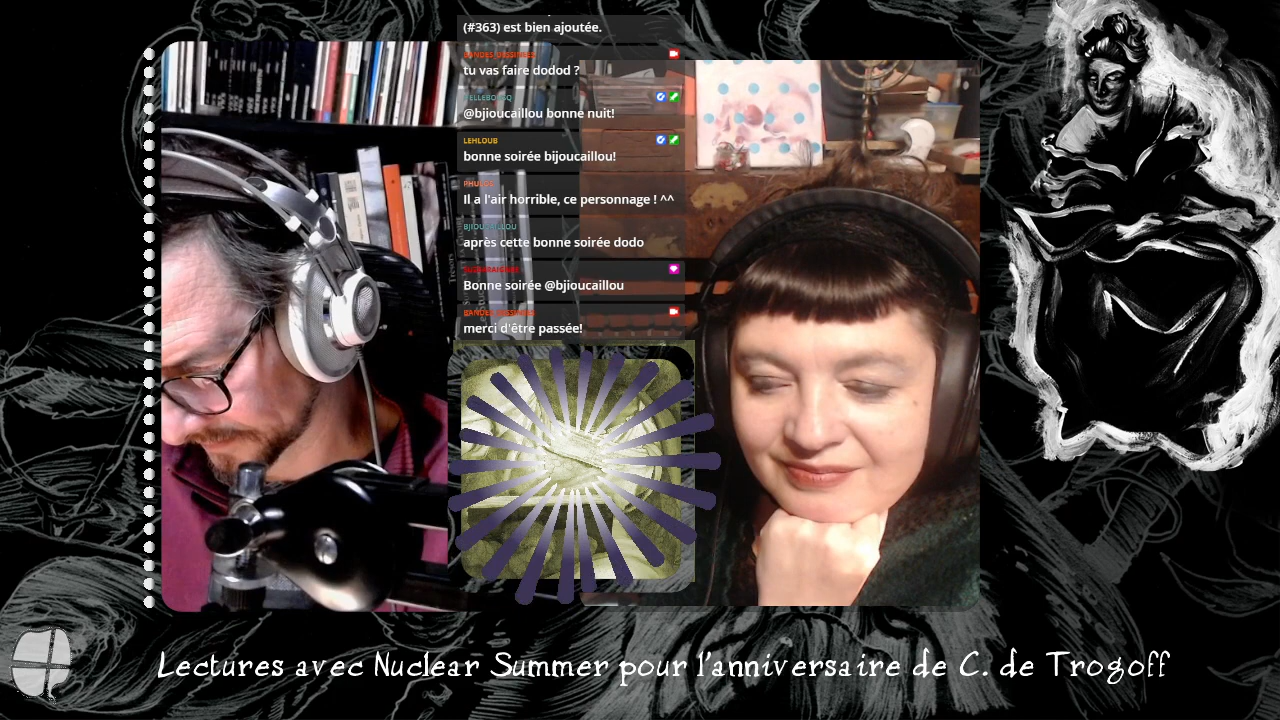 (#363) est bien ajoutée.
tu vas faire dodod ?
@bjioucaillou bonne nuit!
LEHLOUB
bonne soirée bijoucaillou!
Il a l'air horrible, ce personnage ! ^^
BJIOUCAILLOU
après cette bonne soirée dodo
Bonne soirée @bjioucaillou
merci d'être passée!
Lectures avec Nuclear Summer pour l'anniversaire de C. de Trogoff